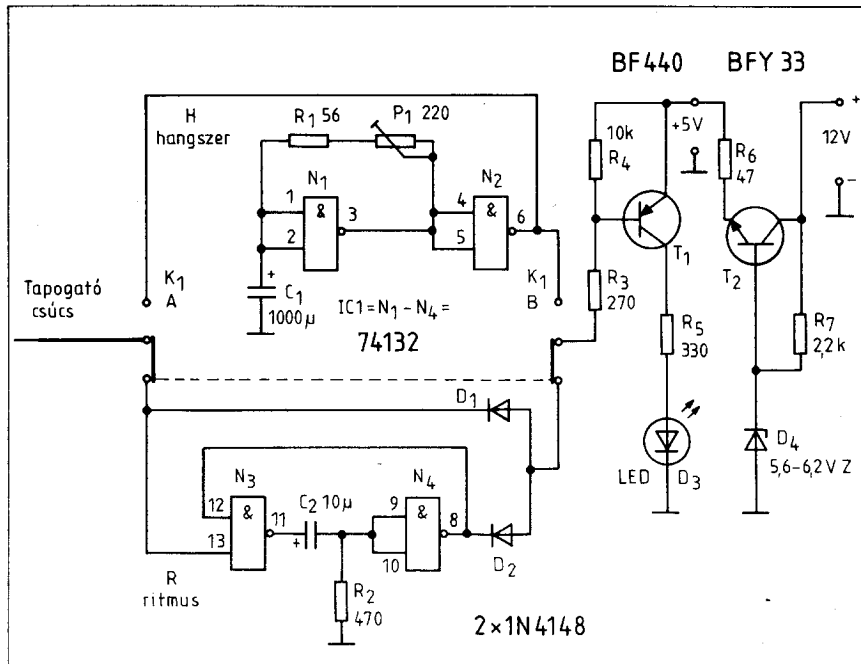 BF 440 BFY 33
H
hangszer
R1 56
P1 220
10k
R4
+5V
R6
47
+
12V
-
N1
N2
1
&
3
2
4
&
6
5
T1
T2
K1
A
Tapogató
csúcs
+
C1
1000µ
IC1=N1-N4=
74132
K1
B
R3
270
R5
330
R7
2,2k
D1
LED D3
D4
5,6-6,2V Z
N3
N4
12
&
11
13
C2 10µ
+
9
&
8
10
D2
R
ritmus
R2
470
2×1N4148